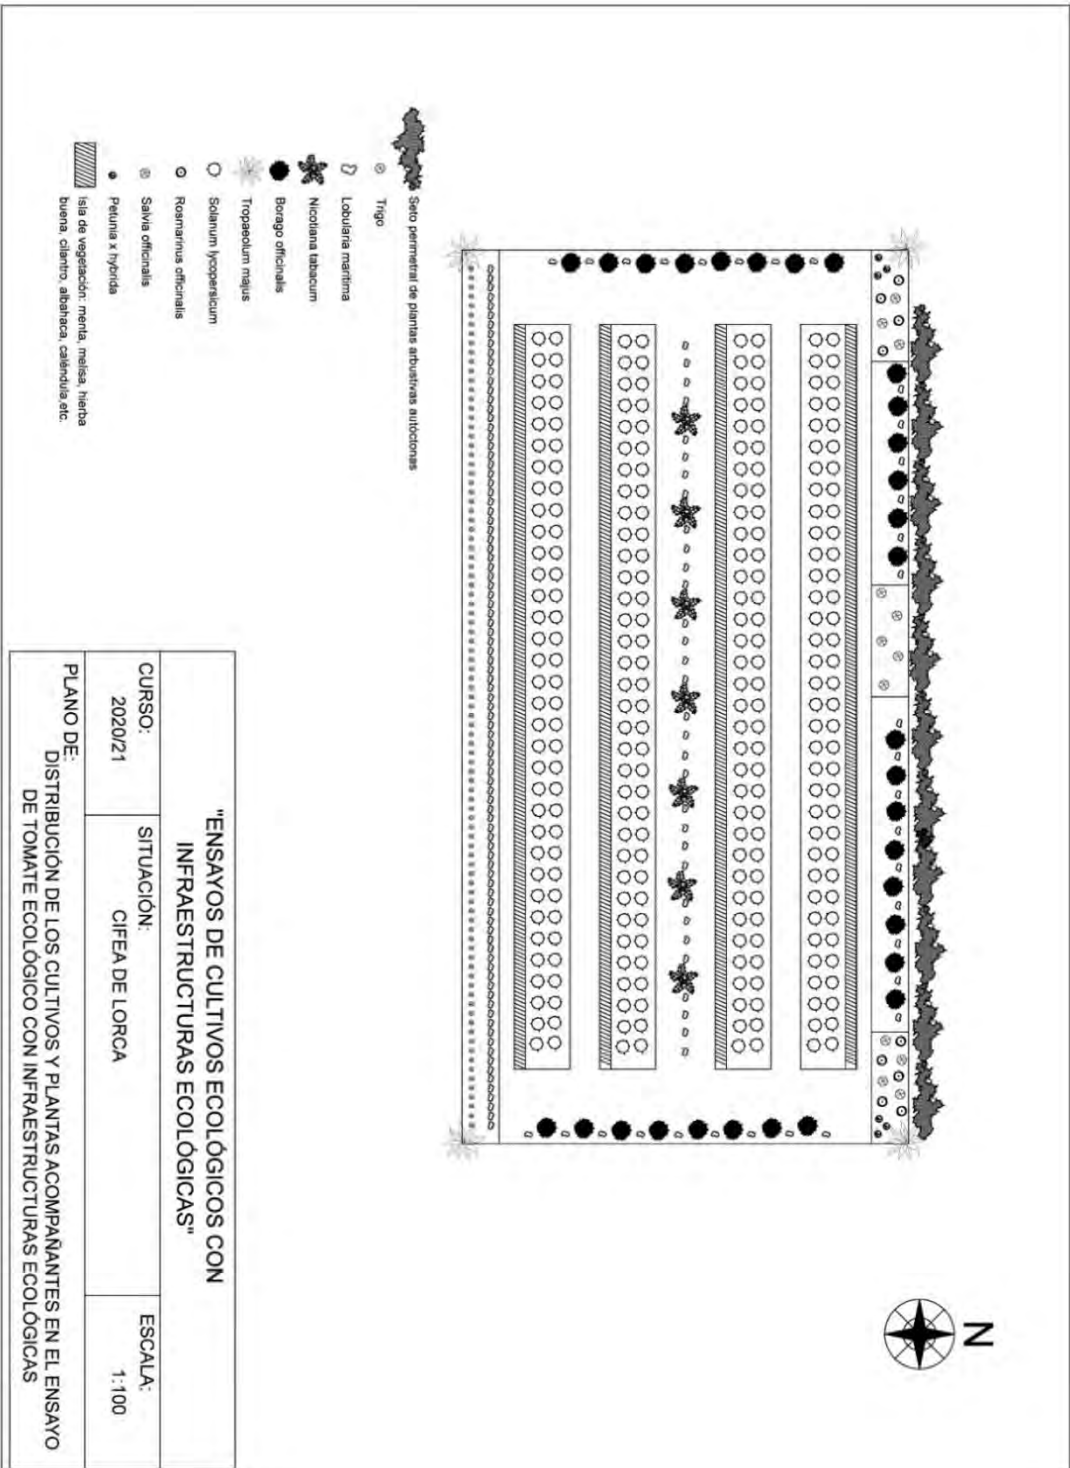 N
Seto perimetral de plantas arbustivas autóctonas
Trigo
Lobularia marítima
Nicotiana tabacum
Borago officinalis
Tropaeolum majus
Solanum lycopersicum
Rosmarinus officinalis
Salvia officinalis
Petunia x hybrida
Isla de vegetación: menta, melisa, hierba
buena, cilantro, albahaca, caléndula,etc.
"ENSAYOS DE CULTIVOS ECOLÓGICOS CON
INFRAESTRUCTURAS ECOLÓGICAS"
CURSO:
2020/21
SITUACIÓN:
CIFEA DE LORCA
ESCALA:
1:100
PLANO DE:
DISTRIBUCIÓN DE LOS CULTIVOS Y PLANTAS ACOMPAÑANTES EN EL ENSAYO
DE TOMATE ECOLÓGICO CON INFRAESTRUCTURAS ECOLÓGICAS